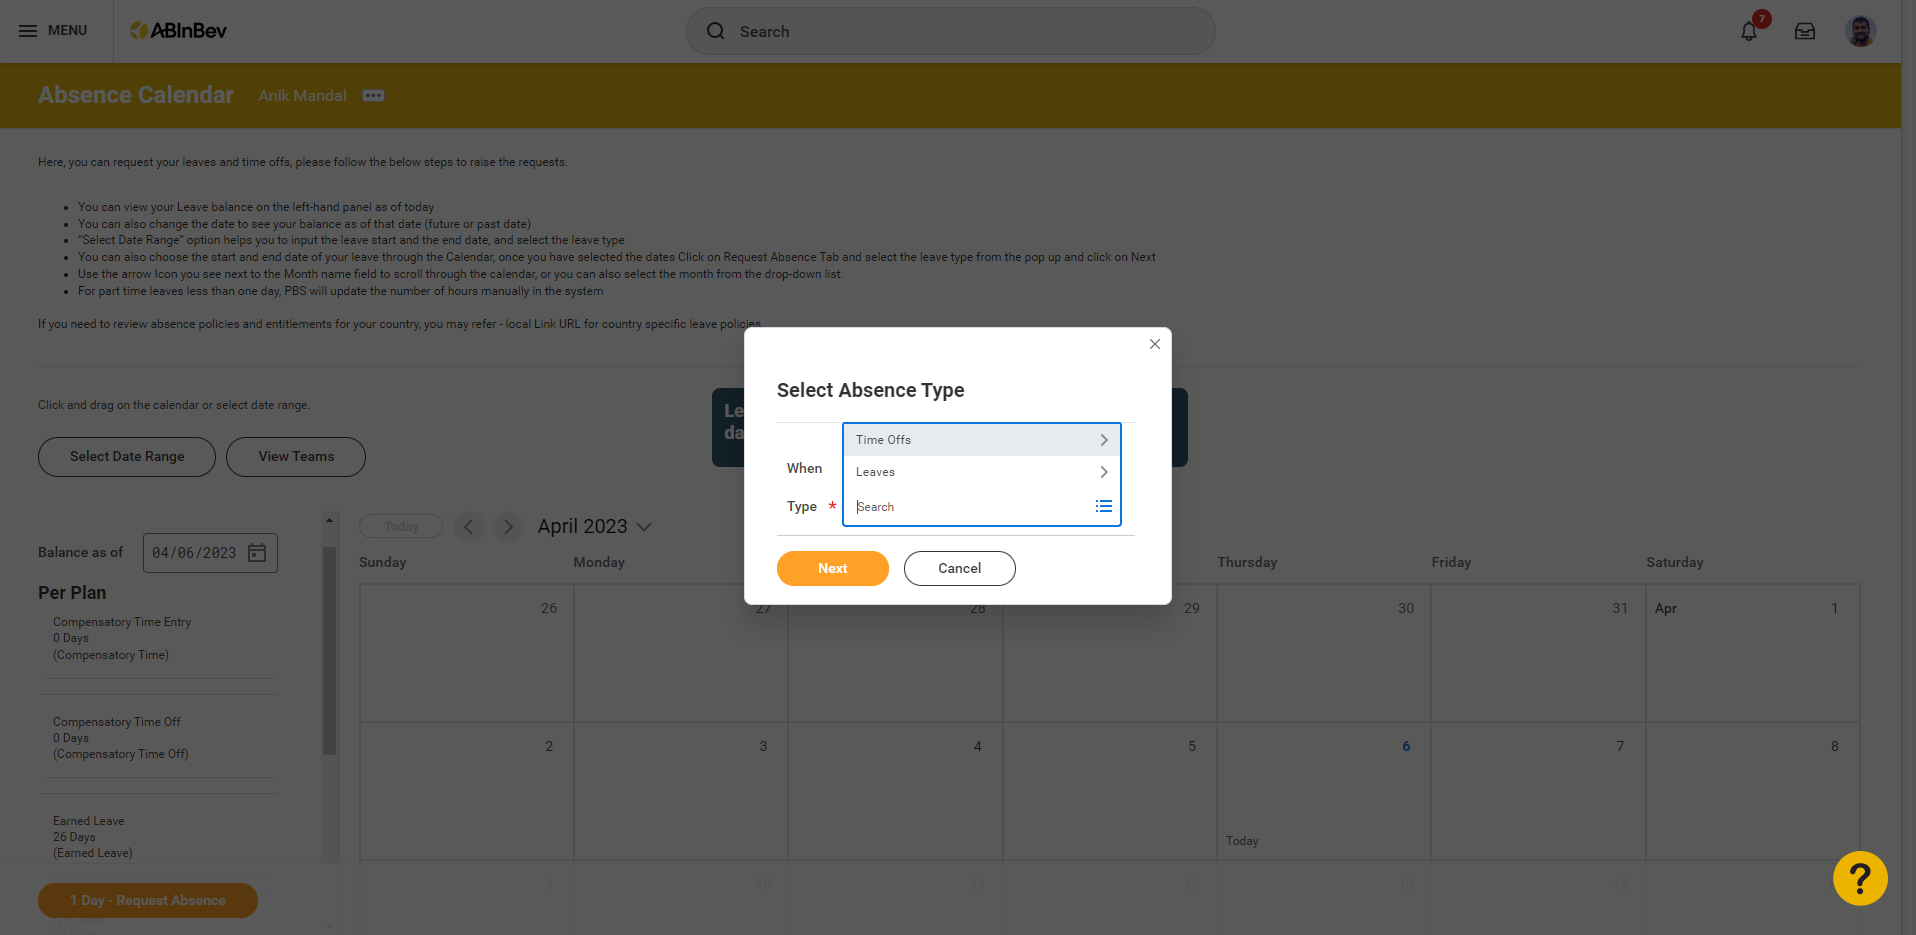 MENU
ABInBev
Search
7
Absence Calendar Anik Mandal
Here, you can request your leaves and time offs, please follow the below steps to raise the requests.
You can view your Leave balance on the left-hand panel as of today
You can also change the date to see your balance as of that date (future or past date)
"Select Date Range" option helps you to input the leave start and the end date, and select the leave type
You can also choose the start and end date of your leave through the Calendar, once you have selected the dates Click on Request Absence Tab and select the leave type from the pop up and click on Next
Use the arrow Icon you see next to the Month name field to scroll through the calendar, or you can also select the month from the drop-down list.
For part time leaves less than one day, PBS will update the number of hours manually in the system
If you need to review absence policies and entitlements for your country, you may refer - local Link URL for country specific leave policies
Click and drag on the calendar or select date range.
Select Date Range View Teams
Le
da
Select Absence Type
Time Offs
When
Leaves
Type * Search
Next Cancel
Today April 2023
Balance as of 04/06/2023
Per Plan
Compensatory Time Entry
0 Days
(Compensatory Time)
Compensatory Time Off
0 Days
(Compensatory Time Off)
Earned Leave
26 Days
(Earned Leave)
1 Day - Request Absence
Sunday Monday Thursday Friday Saturday
26 27 28 29 30 31 Apr 1
2 3 4 5 6 7 8
Today
9 10 11 12 13 14
?